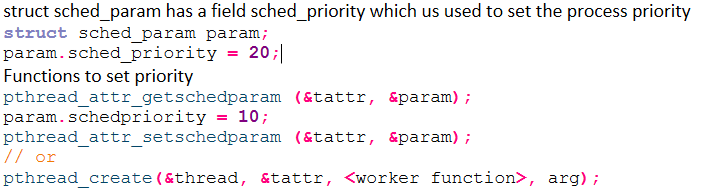 struct sched_param has a field sched_priority which us used to set the process priority
struct sched_param param;
param.sched_priority = 20;
Functions to set priority
pthread_attr_getschedparam (&tattr, &param);
param.schedpriority = 10;
pthread_attr_setschedparam (&tattr, &param);
// or
pthread_create(&thread, &tattr, <worker function>, arg);